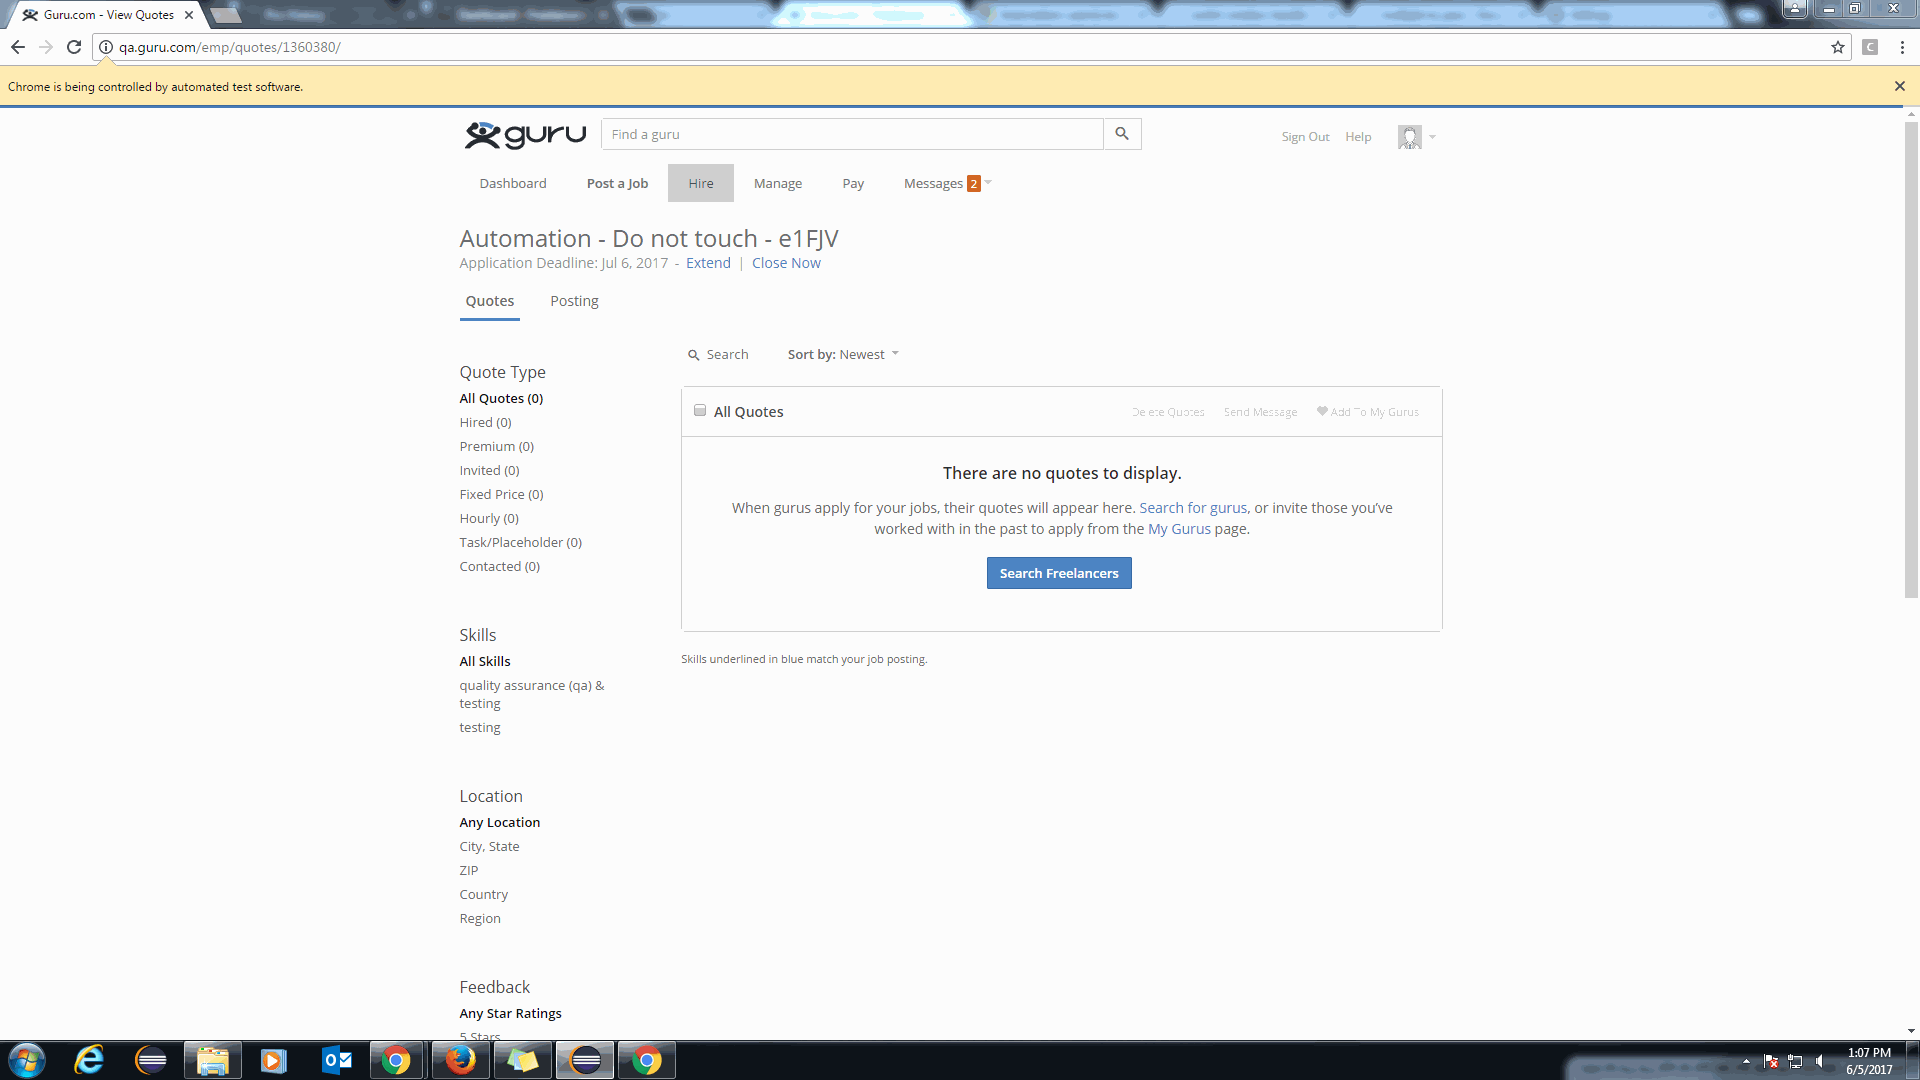 Guru.com - View Quotes
qa.guru.com/emp/quotes/1360380/
C
Chrome is being controlled by automated test software.
guru
Find a guru
Sign Out Help
Dashboard Post a Job Hire Manage Pay Messages 2
Automation - Do not touch - e1FJV
Application Deadline: Jul 6, 2017 - Extend | Close Now
Quotes Posting
Search Sort by: Newest
Quote Type
All Quotes (0)
Hired (0)
Premium (0)
Invited (0)
Fixed Price (0)
Hourly (0)
Task/Placeholder (0)
Contacted (0)
All Quotes Delete Quotes Send Message Add To My Gurus
There are no quotes to display.
When gurus apply for your jobs, their quotes will appear here. Search for gurus, or invite those you've
worked with in the past to apply from the My Gurus page.
Search Freelancers
Skills underlined in blue match your job posting.
Skills
All Skills
quality assurance (qa) &
testing
testing
Location
Any Location
City, State
ZIP
Country
Region
Feedback
Any Star Ratings
5 Stars
1:07 PM
6/5/2017